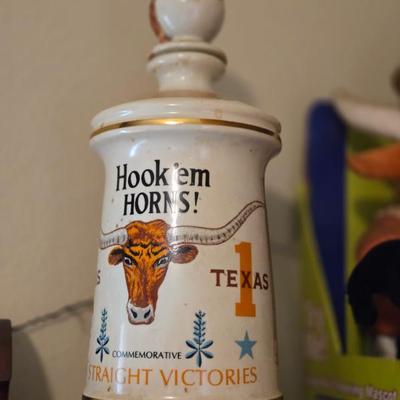 Hook'em
HORNS!
1
TEXAS
COMMEMORATIVE
STRAIGHT VICTORIES